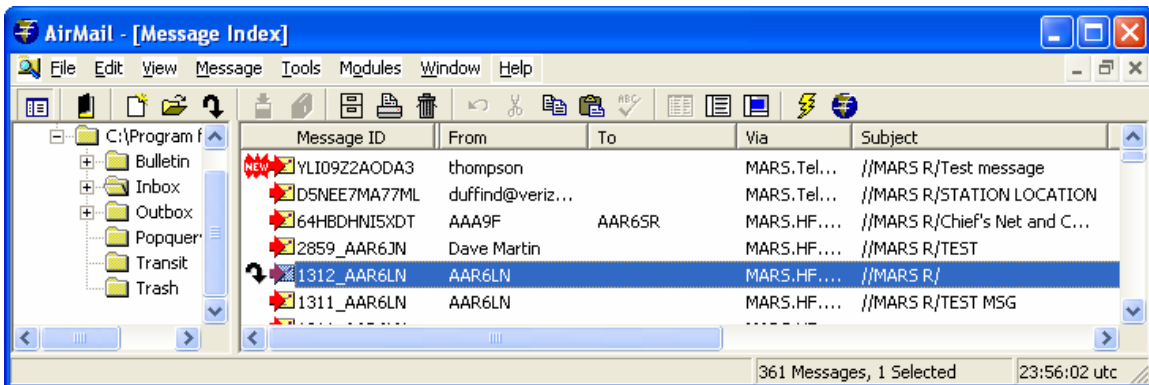 AirMail - [Message Index]
File Edit View Message Tools Modules Window Help
ABC
C:\Program f Message ID From To Via Subject
Bulletin NEW YLI09Z2AODA3 thompson MARS.Tel... //MARS R/Test message
Inbox D5NEE7MA77ML duffind@veriz... MARS.Tel... //MARS R/STATION LOCATION
Outbox 64HBDHNI5XDT AAA9F AAR6SR MARS.HF.... //MARS R/Chief's Net and C...
Popquer 2859_AAR6JN Dave Martin MARS.HF.... //MARS R/TEST
Transit 1312_AAR6LN AAR6LN MARS.HF.... //MARS R/
Trash 1311_AAR6LN AAR6LN MARS.HF.... //MARS R/TEST MSG
361 Messages, 1 Selected 23:56:02 utc